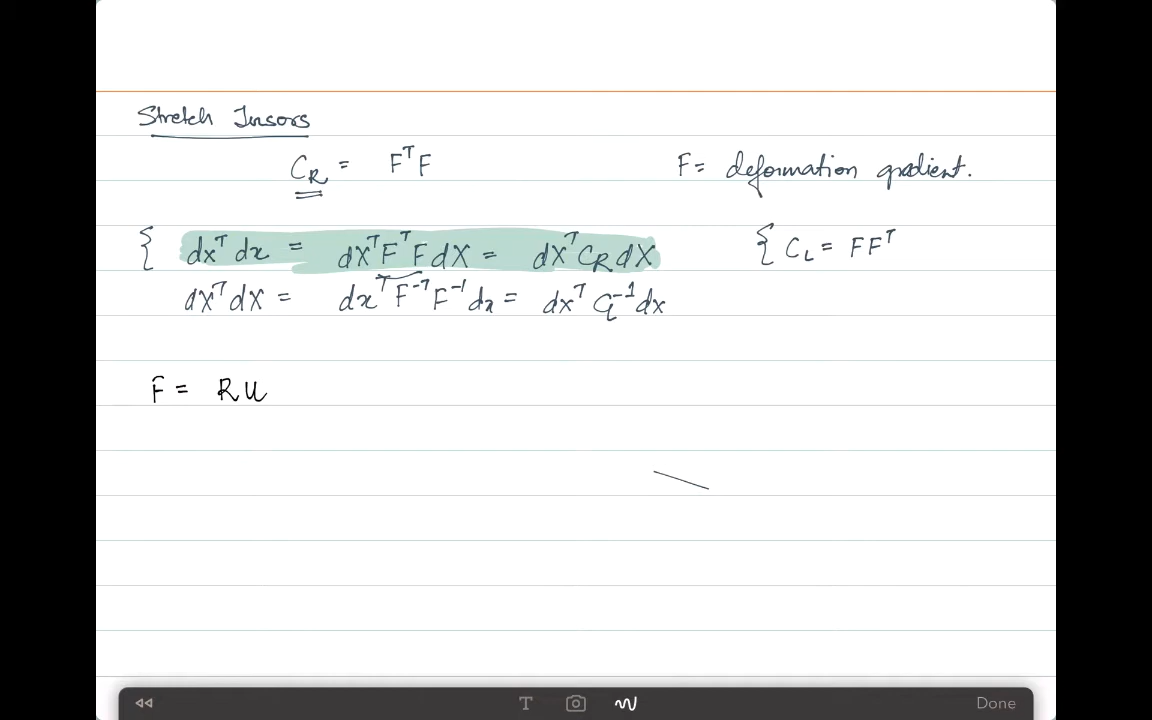 Stretch Tensors
C_R = F^T F    F = deformation gradient.
{ dx^T dx = dX^T F^T F dX = dX^T C_R dX    { C_L = F F^T
dX^T dX = dx^T F^-T F^-1 dx = dx^T C_L^-1 dx
F = R U
T    Done